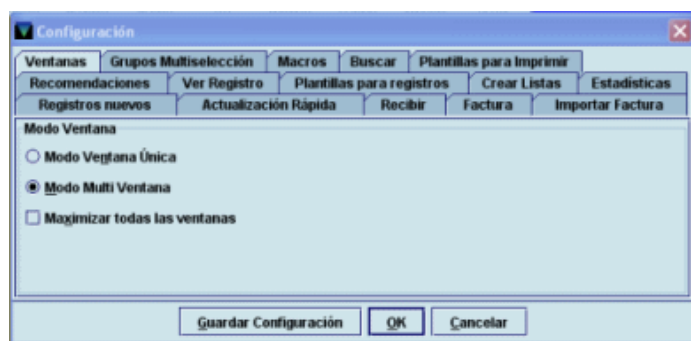 Configuración
Ventanas Grupos Multiselección Macros Buscar Plantillas para Imprimir
Recomendaciones Ver Registro Plantillas para registros Crear Listas Estadísticas
Registros nuevos Actualización Rápida Recibir Factura Importar Factura
Modo Ventana
Modo Ventana Única
Modo Multi Ventana
Maximizar todas las ventanas
Guardar Configuración OK Cancelar